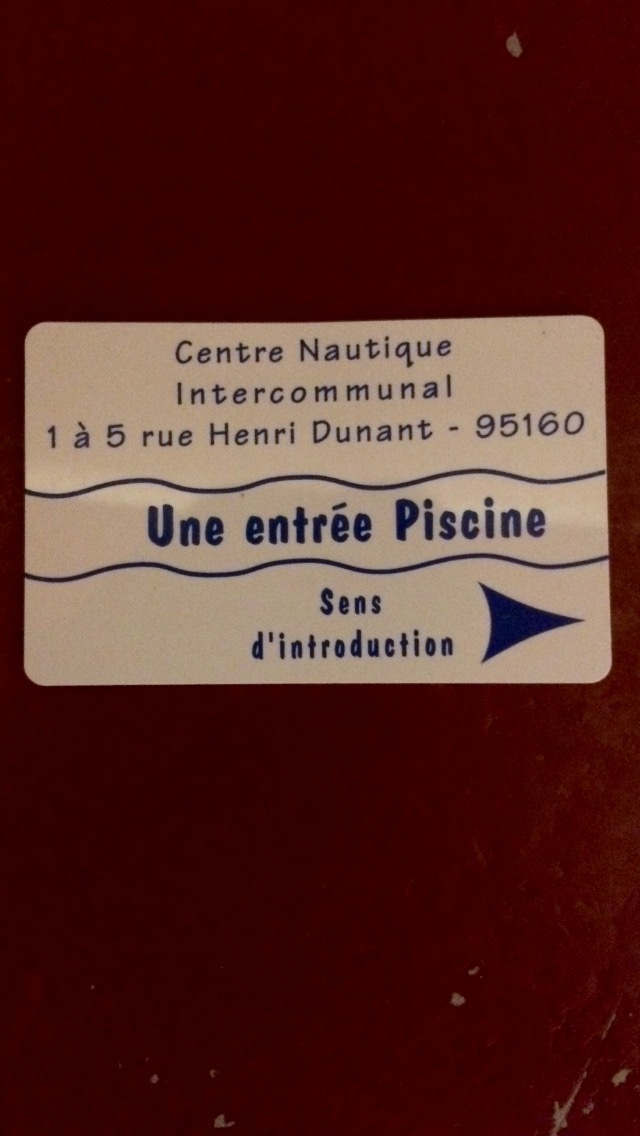 Centre Nautique
Intercommunal
1 à 5 rue Henri Dunant - 95160
Une entrée Piscine
Sens
d'introduction